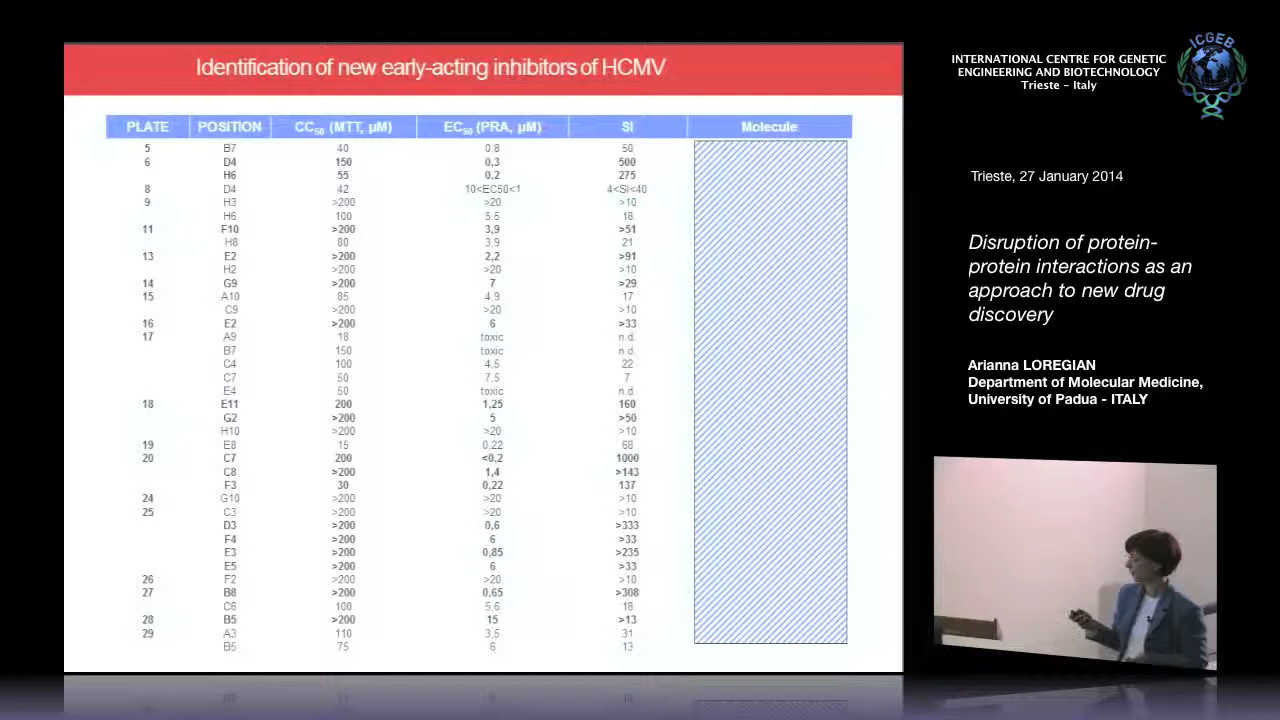 Identification of new early-acting inhibitors of HCMV
PLATE POSITION CC50 (MTT, µM) EC50 (PRA, µM) SI Molecule
5 B7 40 0.8 50
6 D4 150 0,3 500
H6 55 0,2 275
8 D4 42 10<EC50<1 4<SI<40
9 H3 >200 >20 >10
H6 100 5.5 18
11 F10 >200 3,9 >51
H8 80 3.9 21
13 E2 >200 2,2 >91
H2 >200 >20 >10
14 G9 >200 7 >29
15 A10 85 4,9 17
C9 >200 >20 >10
16 E2 >200 6 >33
17 A9 18 toxic n.d.
B7 150 toxic n.d.
C4 100 4,5 22
C7 50 7,5 7
E4 50 toxic n.d.
18 E11 200 1,25 160
G2 >200 5 >50
H10 >200 >20 >10
19 E8 15 0,22 68
20 C7 200 <0,2 1000
C8 >200 1,4 >143
F3 30 0,22 137
24 G10 >200 >20 >10
25 C3 >200 >20 >10
D3 >200 0,6 >333
F4 >200 6 >33
E3 >200 0,85 >235
E5 >200 6 >33
26 F2 >200 >20 >10
27 B8 >200 0,65 >308
C6 100 5,6 18
28 B5 >200 15 >13
29 A3 110 3,5 31
B5 75 6 13
INTERNATIONAL CENTRE FOR GENETIC
ENGINEERING AND BIOTECHNOLOGY
Trieste – Italy
ICGEB
Trieste, 27 January 2014
Disruption of protein-
protein interactions as an
approach to new drug
discovery
Arianna LOREGIAN
Department of Molecular Medicine,
University of Padua - ITALY